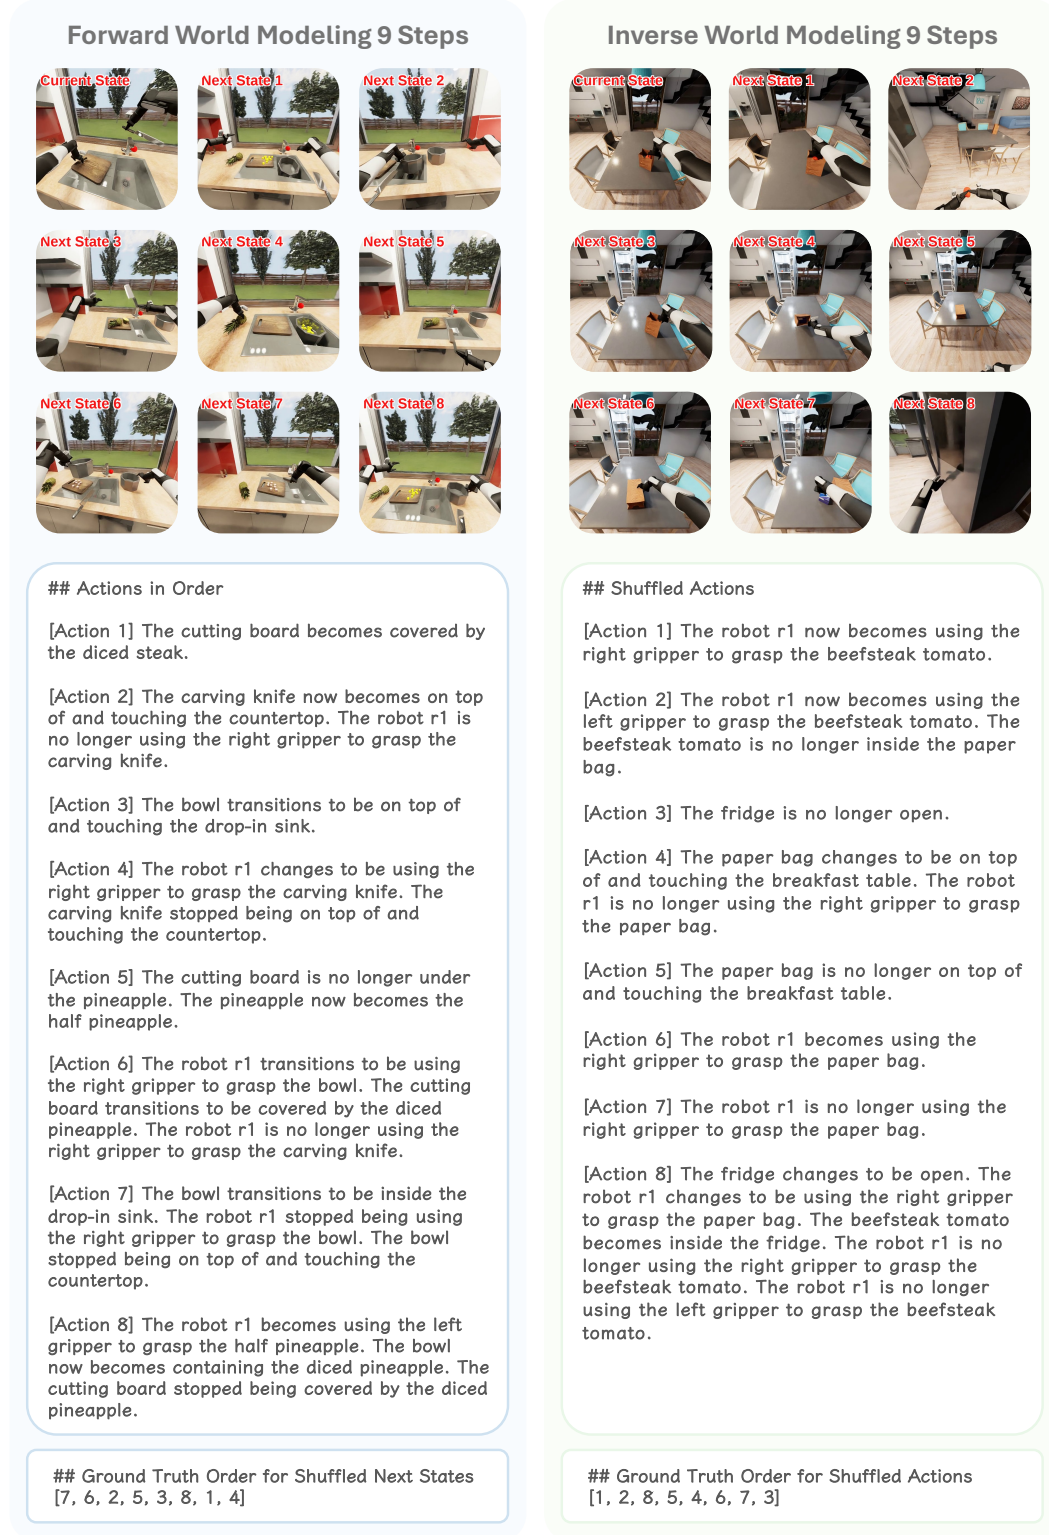 Forward World Modeling 9 Steps
Current State
Next State 1
Next State 2
Next State 3
Next State 4
Next State 5
Next State 6
Next State 7
Next State 8
## Actions in Order
[Action 1] The cutting board becomes covered by
the diced steak.
[Action 2] The carving knife now becomes on top
of and touching the countertop. The robot r1 is
no longer using the right gripper to grasp the
carving knife.
[Action 3] The bowl transitions to be on top of
and touching the drop-in sink.
[Action 4] The robot r1 changes to be using the
right gripper to grasp the carving knife. The
carving knife stopped being on top of and
touching the countertop.
[Action 5] The cutting board is no longer under
the pineapple. The pineapple now becomes the
half pineapple.
[Action 6] The robot r1 transitions to be using
the right gripper to grasp the bowl. The cutting
board transitions to be covered by the diced
pineapple. The robot r1 is no longer using the
right gripper to grasp the carving knife.
[Action 7] The bowl transitions to be inside the
drop-in sink. The robot r1 stopped being using
the right gripper to grasp the bowl. The bowl
stopped being on top of and touching the
countertop.
[Action 8] The robot r1 becomes using the left
gripper to grasp the half pineapple. The bowl
now becomes containing the diced pineapple. The
cutting board stopped being covered by the diced
pineapple.
## Ground Truth Order for Shuffled Next States
[7, 6, 2, 5, 3, 8, 1, 4]
Inverse World Modeling 9 Steps
Current State
Next State 1
Next State 2
Next State 3
Next State 4
Next State 5
Next State 6
Next State 7
Next State 8
## Shuffled Actions
[Action 1] The robot r1 now becomes using the
right gripper to grasp the beefsteak tomato.
[Action 2] The robot r1 now becomes using the
left gripper to grasp the beefsteak tomato. The
beefsteak tomato is no longer inside the paper
bag.
[Action 3] The fridge is no longer open.
[Action 4] The paper bag changes to be on top
of and touching the breakfast table. The robot
r1 is no longer using the right gripper to grasp
the paper bag.
[Action 5] The paper bag is no longer on top of
and touching the breakfast table.
[Action 6] The robot r1 becomes using the
right gripper to grasp the paper bag.
[Action 7] The robot r1 is no longer using the
right gripper to grasp the paper bag.
[Action 8] The fridge changes to be open. The
robot r1 changes to be using the right gripper
to grasp the paper bag. The beefsteak tomato
becomes inside the fridge. The robot r1 is no
longer using the right gripper to grasp the
beefsteak tomato. The robot r1 is no longer
using the left gripper to grasp the beefsteak
tomato.
## Ground Truth Order for Shuffled Actions
[1, 2, 8, 5, 4, 6, 7, 3]